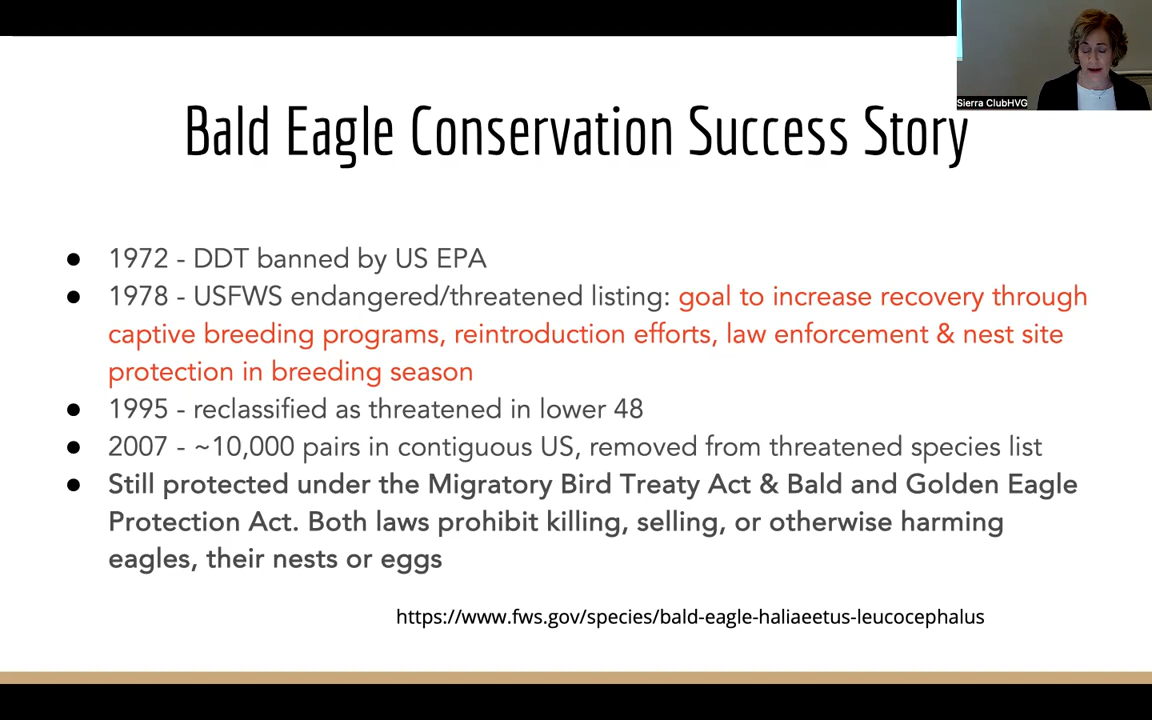 Sierra ClubHVG
Bald Eagle Conservation Success Story
● 1972 - DDT banned by US EPA
● 1978 - USFWS endangered/threatened listing: goal to increase recovery through
captive breeding programs, reintroduction efforts, law enforcement & nest site
protection in breeding season
● 1995 - reclassified as threatened in lower 48
● 2007 - ~10,000 pairs in contiguous US, removed from threatened species list
● Still protected under the Migratory Bird Treaty Act & Bald and Golden Eagle
Protection Act. Both laws prohibit killing, selling, or otherwise harming
eagles, their nests or eggs
https://www.fws.gov/species/bald-eagle-haliaeetus-leucocephalus